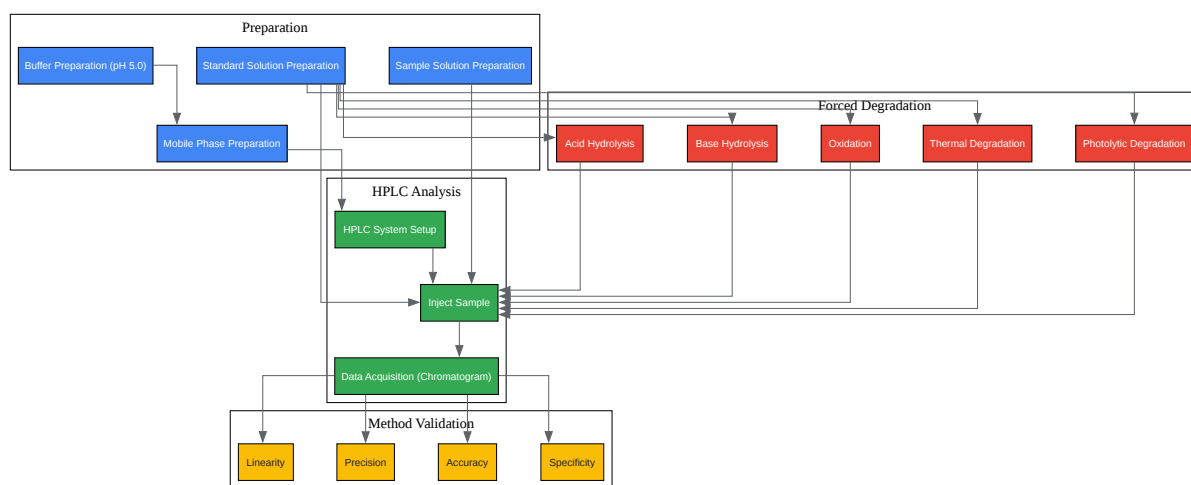 Preparation
Buffer Preparation (pH 5.0)
Standard Solution Preparation
Sample Solution Preparation
Mobile Phase Preparation
Forced Degradation
Acid Hydrolysis
Base Hydrolysis
Oxidation
Thermal Degradation
Photolytic Degradation
HPLC Analysis
HPLC System Setup
Inject Sample
Data Acquisition (Chromatogram)
Method Validation
Linearity
Precision
Accuracy
Specificity